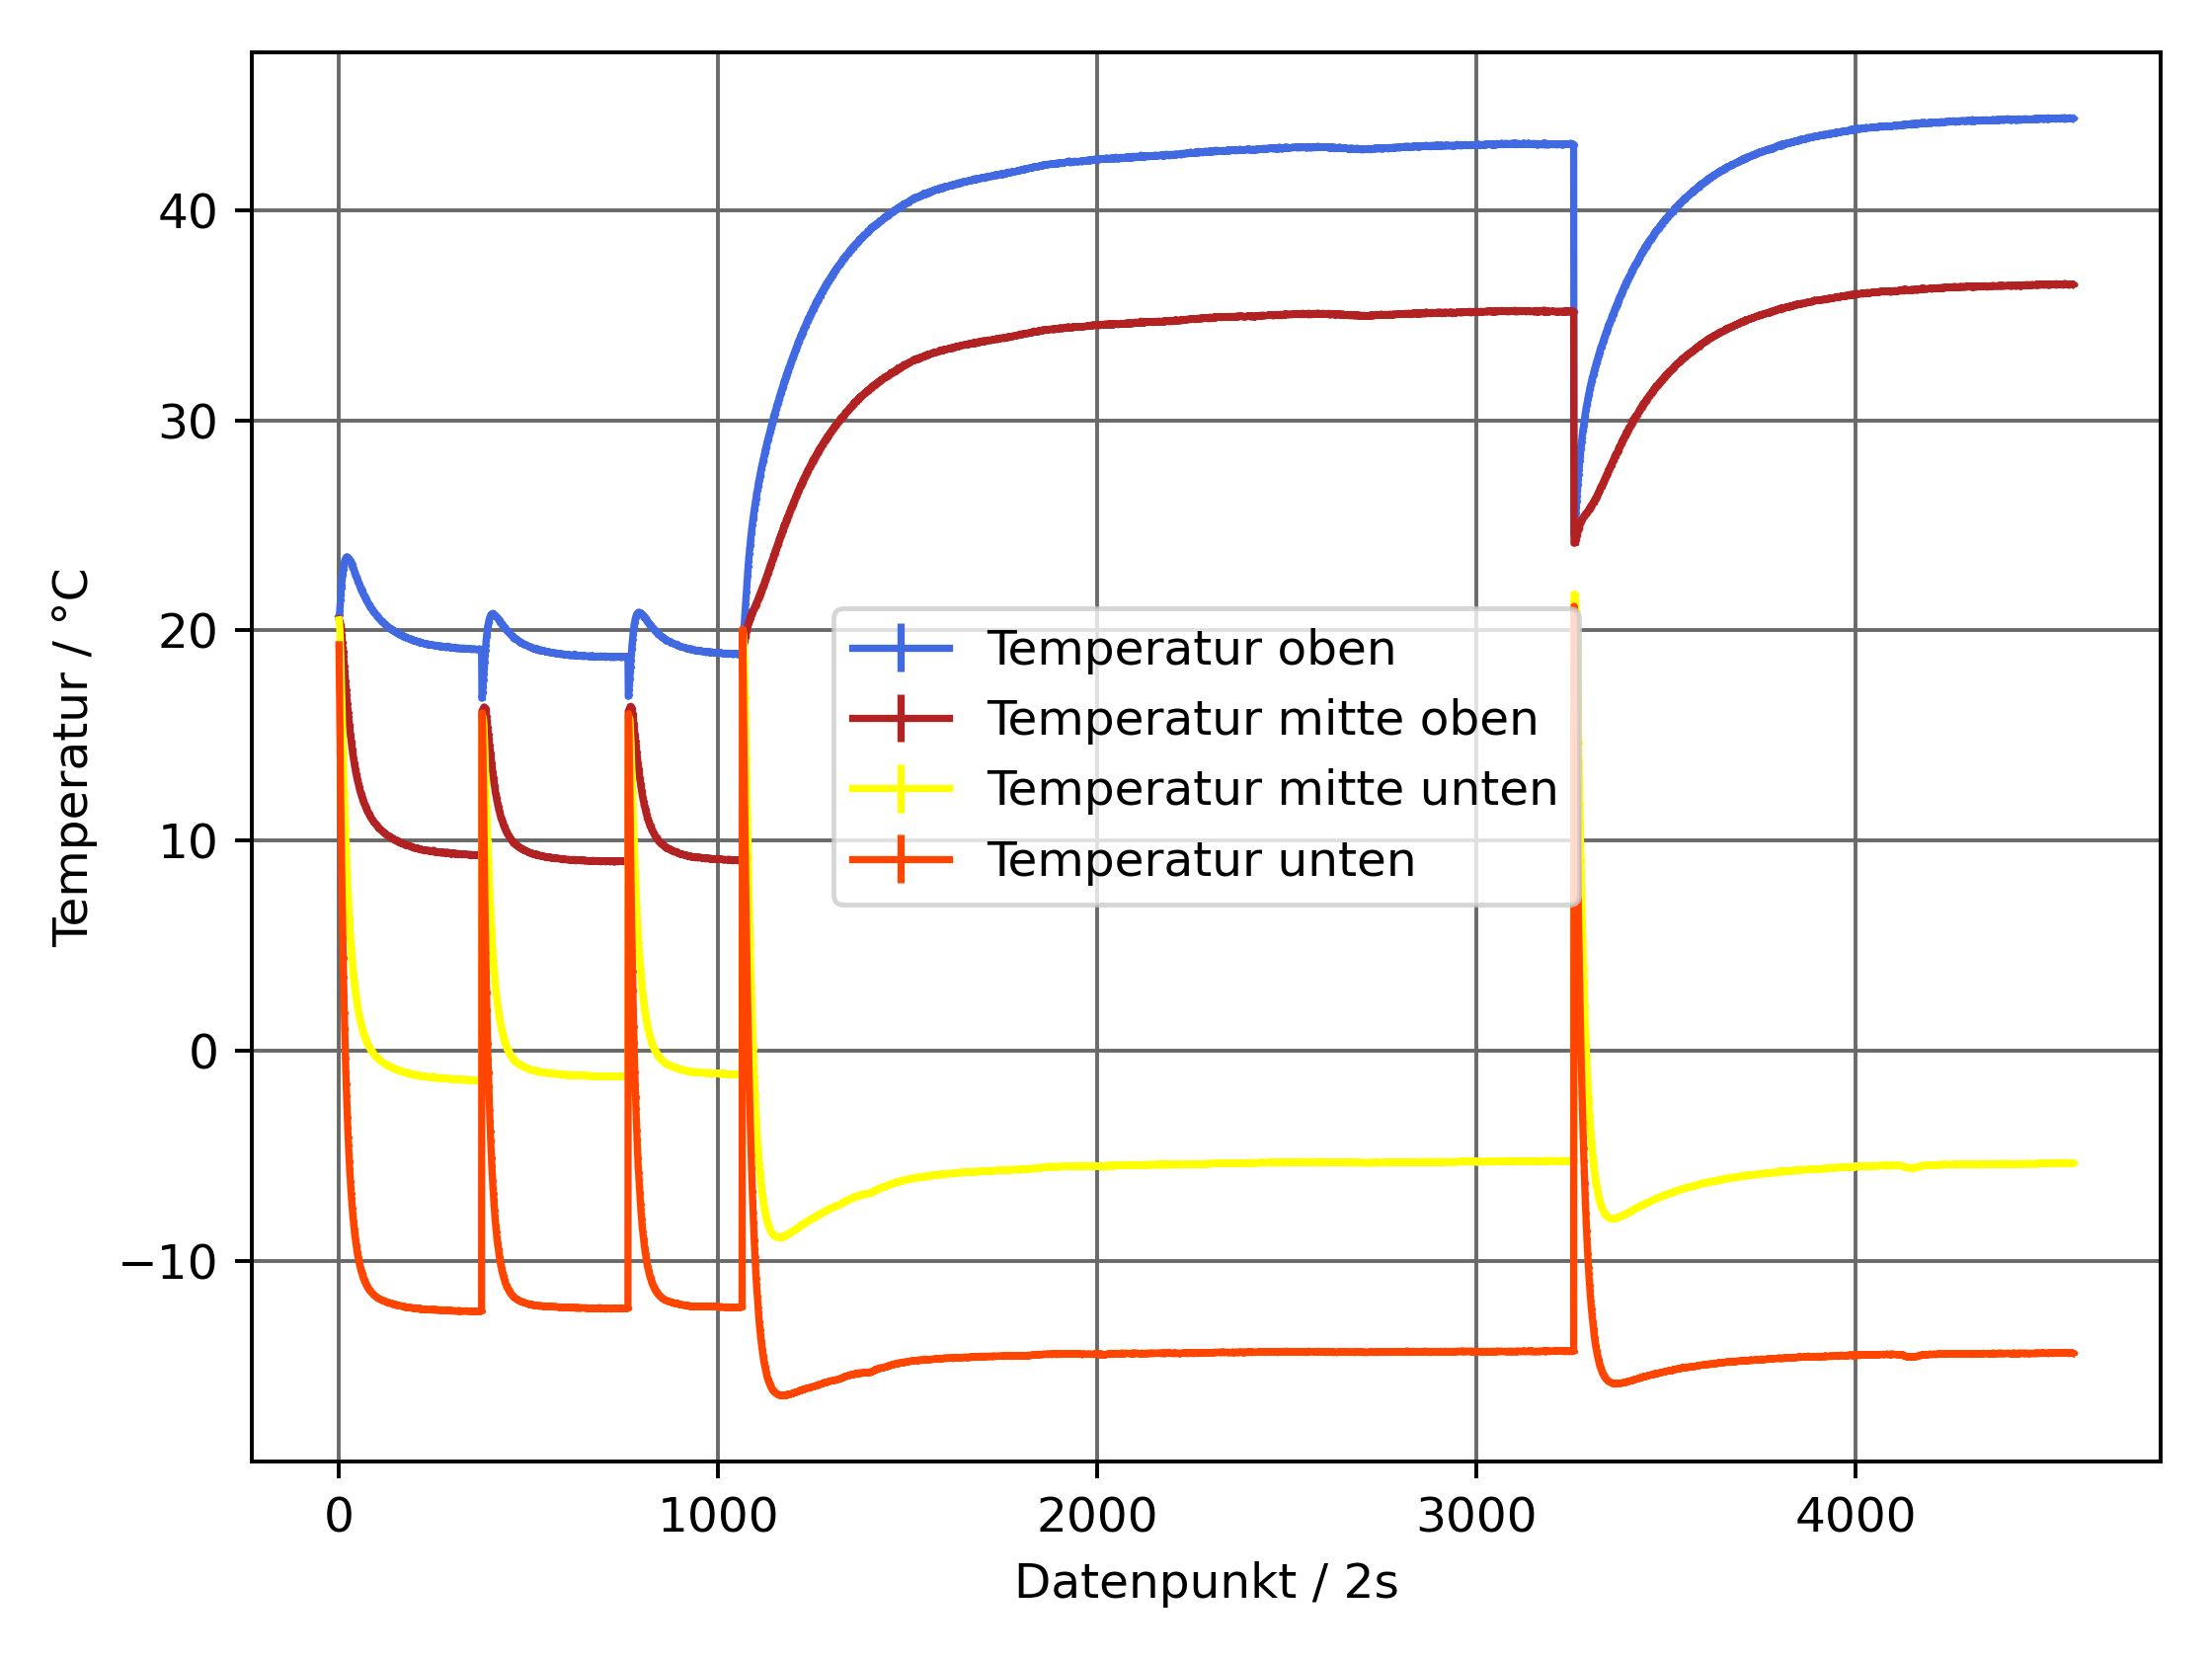 40
30
20
10
0
−10
Temperatur / °C
Temperatur oben
Temperatur mitte oben
Temperatur mitte unten
Temperatur unten
0 1000 2000 3000 4000
Datenpunkt / 2s